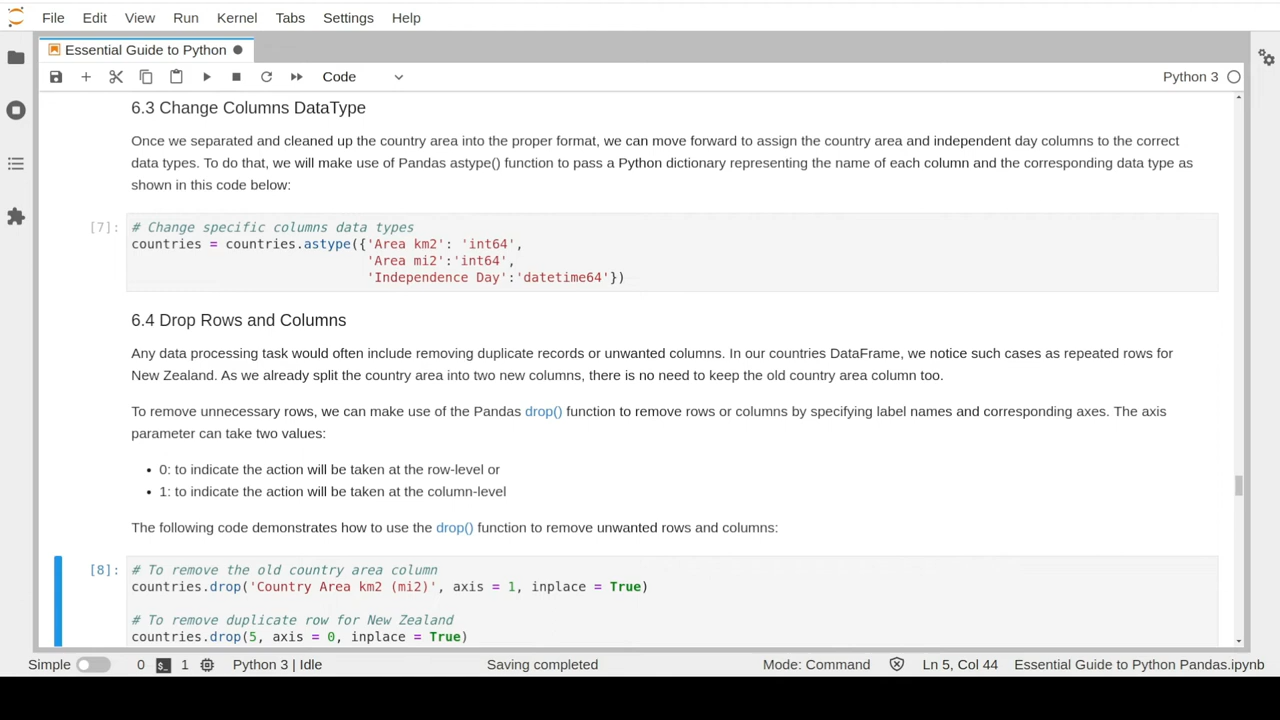 File Edit View Run Kernel Tabs Settings Help
Essential Guide to Python
Code Python 3
6.3 Change Columns DataType
Once we separated and cleaned up the country area into the proper format, we can move forward to assign the country area and independent day columns to the correct
data types. To do that, we will make use of Pandas astype() function to pass a Python dictionary representing the name of each column and the corresponding data type as
shown in this code below:
[7]: # Change specific columns data types
countries = countries.astype({'Area km2': 'int64',
'Area mi2':'int64',
'Independence Day':'datetime64'})
6.4 Drop Rows and Columns
Any data processing task would often include removing duplicate records or unwanted columns. In our countries DataFrame, we notice such cases as repeated rows for
New Zealand. As we already split the country area into two new columns, there is no need to keep the old country area column too.
To remove unnecessary rows, we can make use of the Pandas drop() function to remove rows or columns by specifying label names and corresponding axes. The axis
parameter can take two values:
• 0: to indicate the action will be taken at the row-level or
• 1: to indicate the action will be taken at the column-level
The following code demonstrates how to use the drop() function to remove unwanted rows and columns:
[8]: # To remove the old country area column
countries.drop('Country Area km2 (mi2)', axis = 1, inplace = True)
# To remove duplicate row for New Zealand
countries.drop(5, axis = 0, inplace = True)
Simple 0 1 Python 3 | Idle Saving completed Mode: Command Ln 5, Col 44 Essential Guide to Python Pandas.ipynb